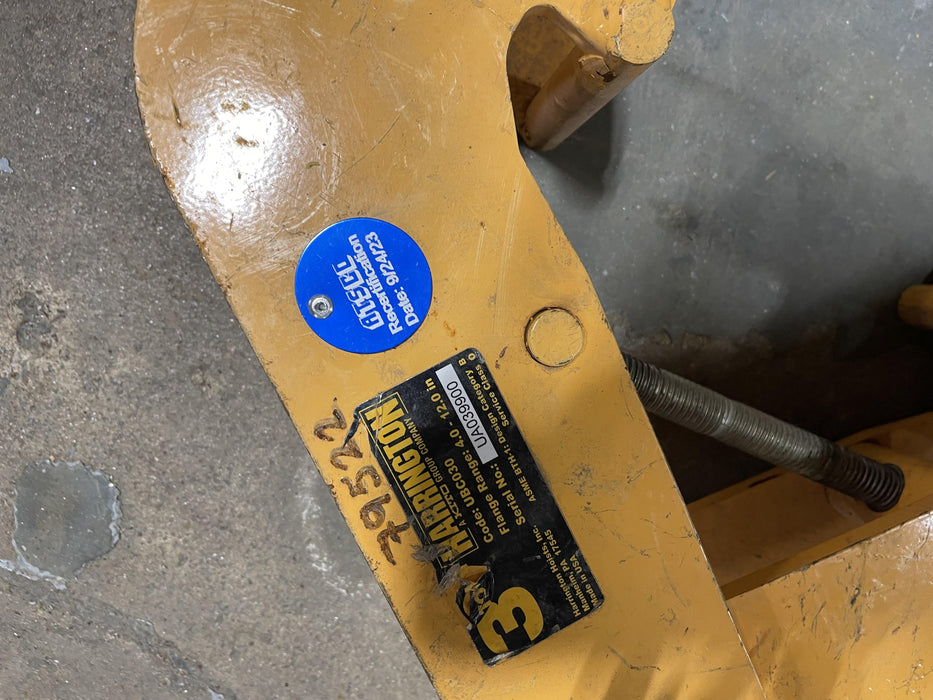 Recertification
Date: 9/24/23
79522
HARRINGTON
A KITO GROUP COMPANY
Code: UBC030
Flange Range: 4.0 - 12.0 in
Serial No.: UA039900
ASME BTH-1: Design Category B
Service Class 0
3
TON
Harrington Hoists, Inc.
Manheim, PA 17545
Made in USA